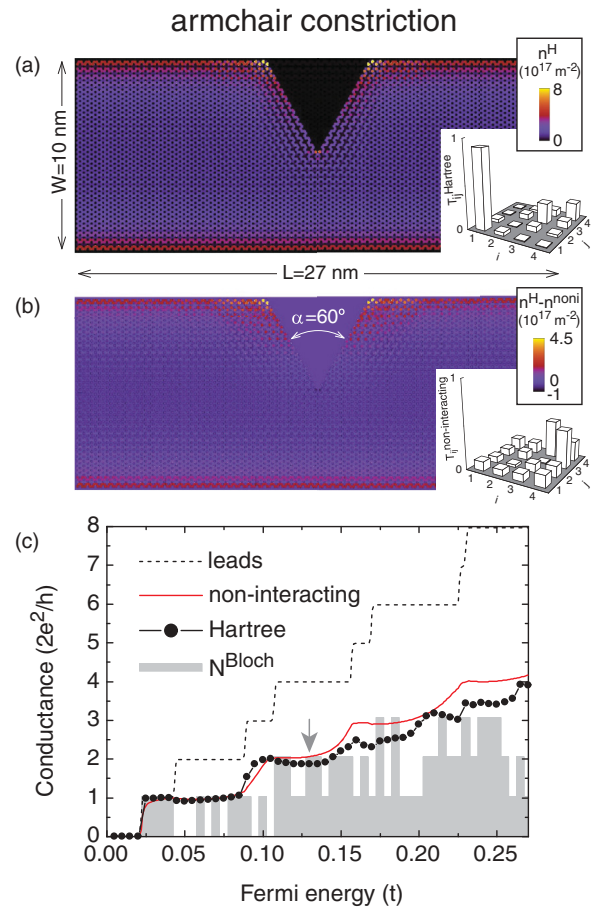 armchair constriction
(a)
W=10 nm
n^H
(10^17 m^-2)
8
0
1
T_ij^Hartree
0
1
2
3
4
i
1
2
3
4
j
L=27 nm
(b)
α=60°
n^H-n^noni
(10^17 m^-2)
4.5
0
-1
1
T_ij^non-interacting
0
1
2
3
4
i
1
2
3
4
j
(c)
8
7
6
5
4
3
2
1
0
Conductance (2e^2/h)
leads
non-interacting
Hartree
N^Bloch
0.00 0.05 0.10 0.15 0.20 0.25
Fermi energy (t)